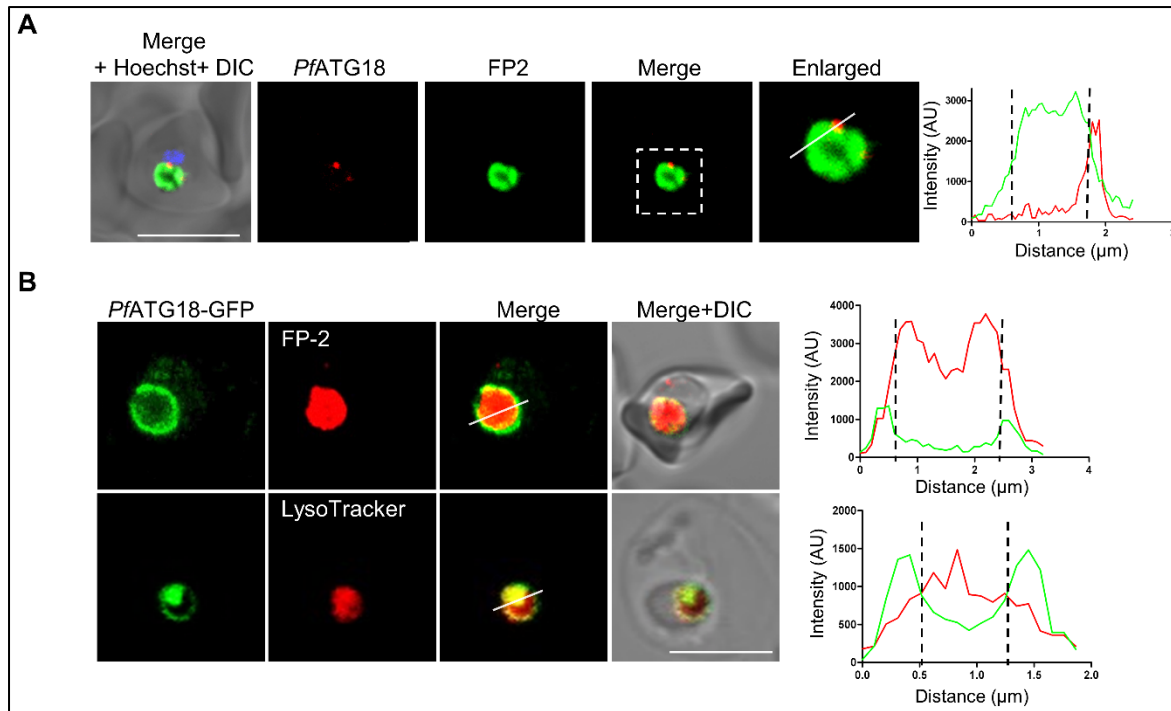 A
Merge
+ Hoechst+ DIC
PfATG18
FP2
Merge
Enlarged
Intensity (AU)
3000
2000
1000
0
0
1
2
3
Distance (µm)
B
PfATG18-GFP
FP-2
Merge
Merge+DIC
Intensity (AU)
4000
3000
2000
1000
0
0
1
2
3
4
Distance (µm)
LysoTracker
Intensity (AU)
2000
1500
1000
500
0
0.0
0.5
1.0
1.5
2.0
Distance (µm)